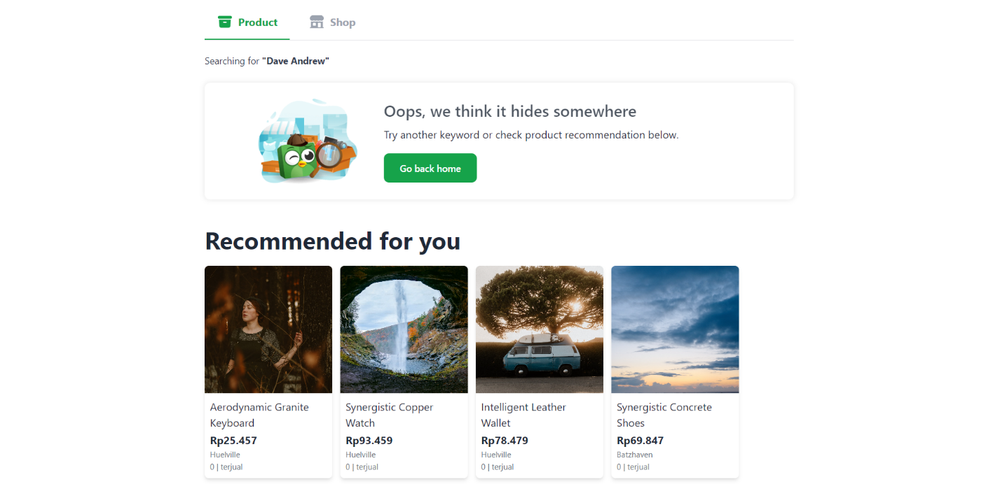 Product
Shop
Searching for "Dave Andrew"
Oops, we think it hides somewhere
Try another keyword or check product recommendation below.
Go back home
Recommended for you
Aerodynamic Granite
Keyboard
Rp25.457
Huelville
0 | terjual
Synergistic Copper
Watch
Rp93.459
Huelville
0 | terjual
Intelligent Leather
Wallet
Rp78.479
Huelville
0 | terjual
Synergistic Concrete
Shoes
Rp69.847
Batzhaven
0 | terjual